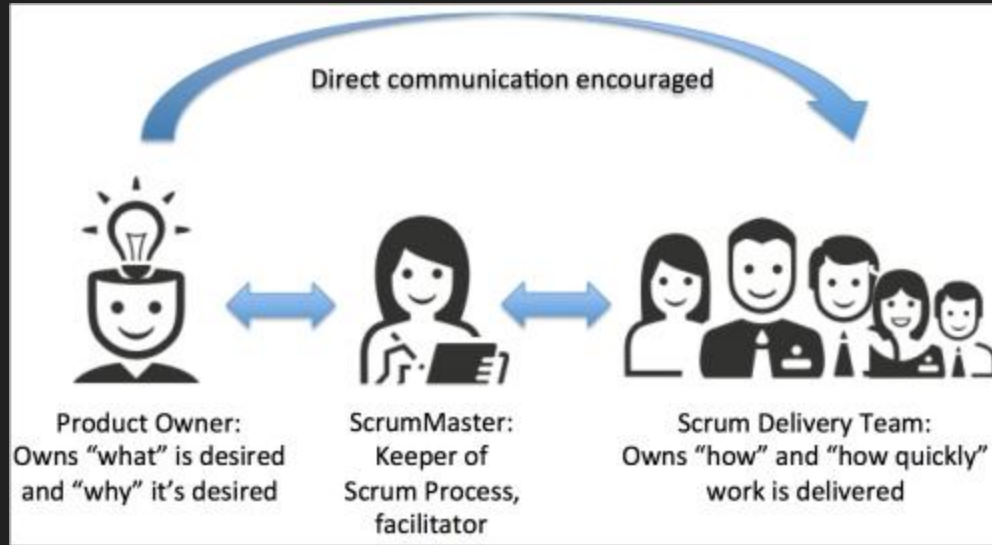 Direct communication encouraged
Product Owner:
Owns “what” is desired
and “why” it’s desired
ScrumMaster:
Keeper of
Scrum Process,
facilitator
Scrum Delivery Team:
Owns “how” and “how quickly”
work is delivered